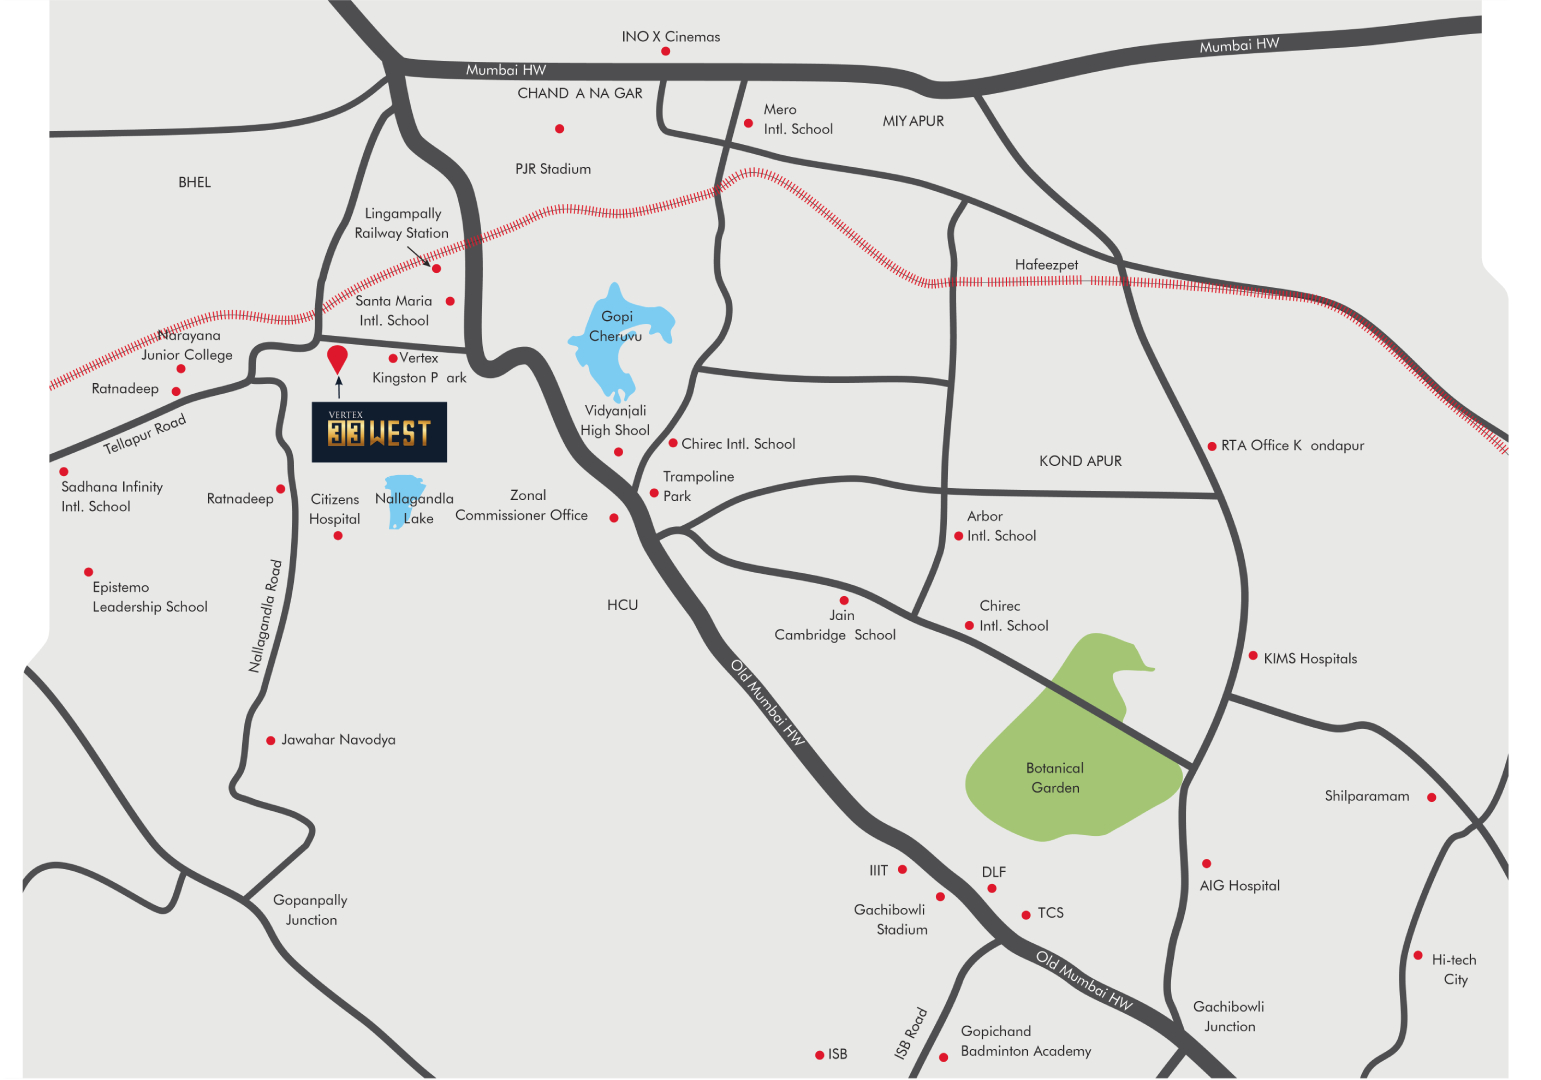 INO X Cinemas
Mumbai HW
Mumbai HW
CHAND A NA GAR
Mero
Intl. School
MIY APUR
PJR Stadium
BHEL
Lingampally
Railway Station
Hafeezpet
Santa Maria
Intl. School
Gopi
Cheruvu
Narayana
Junior College
Vertex
Kingston P ark
Ratnadeep
VERTEX
33WEST
Tellapur Road
Vidyanjali
High Shool
Chirec Intl. School
RTA Office K ondapur
KOND APUR
Sadhana Infinity
Intl. School
Ratnadeep
Citizens
Hospital
Nallagandla
Lake
Zonal
Commissioner Office
Trampoline
Park
Arbor
Intl. School
Epistemo
Leadership School
Nallagandla Road
HCU
Jain
Cambridge School
Chirec
Intl. School
KIMS Hospitals
Old Mumbai HW
Jawahar Navodya
Botanical
Garden
Shilparamam
IIIT
DLF
AIG Hospital
Gopanpally
Junction
Gachibowli
Stadium
TCS
Old Mumbai HW
Hi-tech
City
Gachibowli
Junction
ISB Road
ISB
Gopichand
Badminton Academy